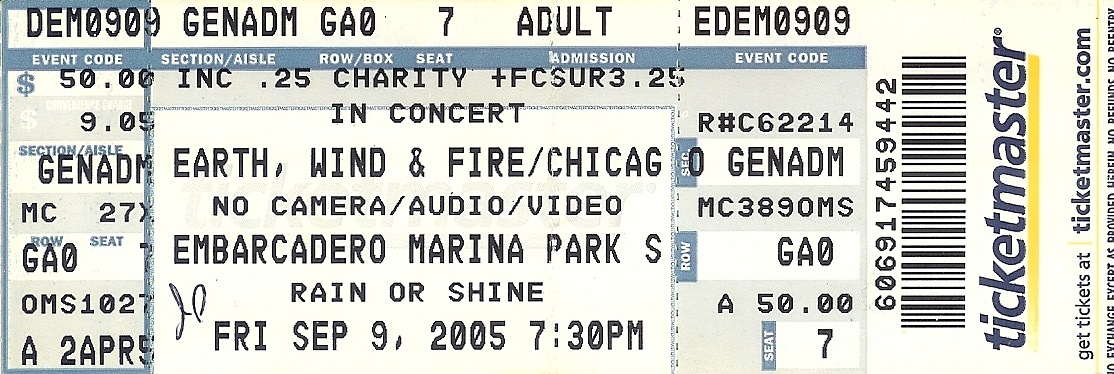 DEM0909 GENADM GA0 7 ADULT EDEM0909
EVENT CODE SECTION/AISLE ROW/BOX SEAT ADMISSION EVENT CODE
$ 50.00 INC .25 CHARITY +FCSUR3.25
CONVENIENCE CHARGE
$ 9.05 IN CONCERT R#C62214
SECTION/AISLE
GENADM EARTH, WIND & FIRE/CHICAGO SEC GENADM
MC 27X NO CAMERA/AUDIO/VIDEO MC389OMS
ROW SEAT
GA0 7 EMBARCADERO MARINA PARK S ROW GA0
OMS1027 RAIN OR SHINE A 50.00
A 2APR5 FRI SEP 9, 2005 7:30PM SEAT 7
606917459442
ticketmaster
get tickets at ticketmaster.com